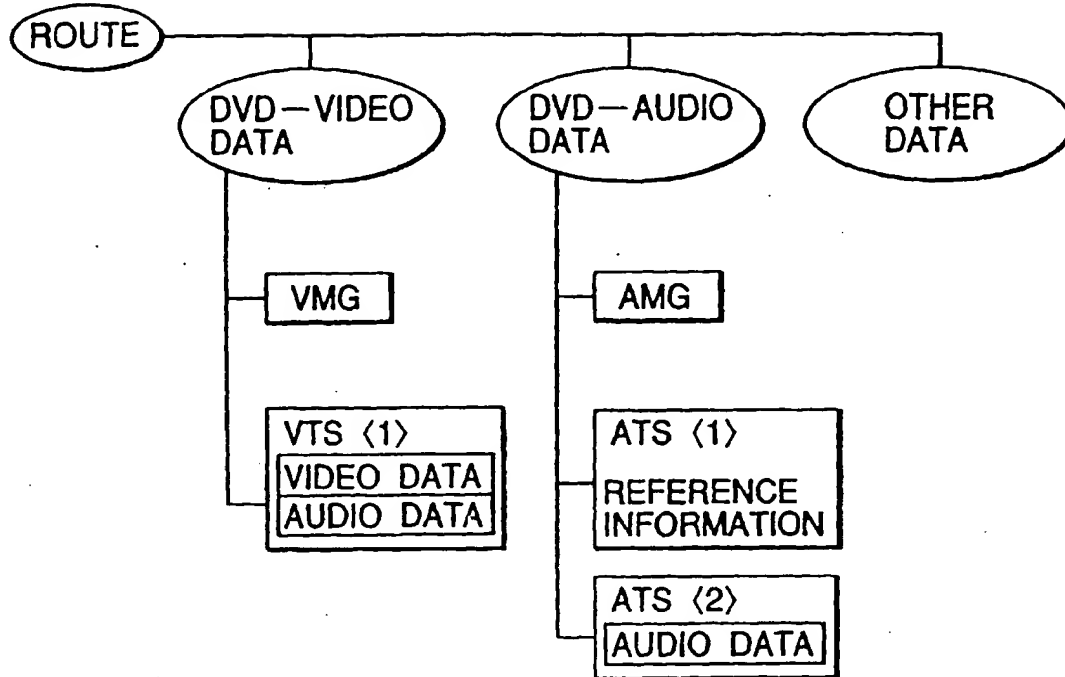 ROUTE
DVD-VIDEO
DATA
DVD-AUDIO
DATA
OTHER
DATA
VMG
AMG
VTS 〈1〉
VIDEO DATA
AUDIO DATA
ATS 〈1〉
REFERENCE
INFORMATION
ATS 〈2〉
AUDIO DATA